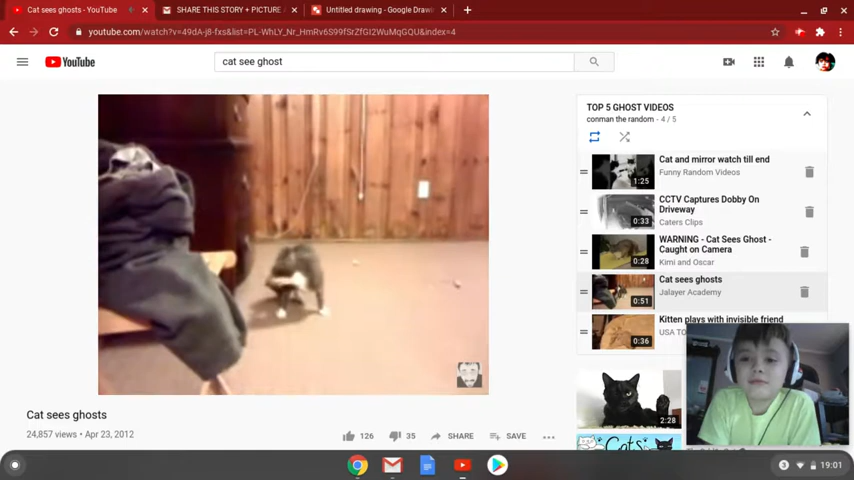 Cat sees ghosts - YouTube
SHARE THIS STORY + PICTURE A
Untitled drawing - Google Drawi
youtube.com/watch?v=49dA-j8-fxs&list=PL-WhLY_Nr_HmRv6S99fSrZfGI2WuMqGQU&index=4
YouTube
cat see ghost
TOP 5 GHOST VIDEOS
conman the random - 4 / 5
Cat and mirror watch till end
Funny Random Videos
1:25
CCTV Captures Dobby On
Driveway
Caters Clips
0:33
WARNING - Cat Sees Ghost -
Caught on Camera
Kimi and Oscar
0:28
Cat sees ghosts
Jalayer Academy
0:51
Kitten plays with invisible friend
USA TO
0:36
2:28
Cats
Cat sees ghosts
24,857 views • Apr 23, 2012
126
35
SHARE
SAVE
3
19:01